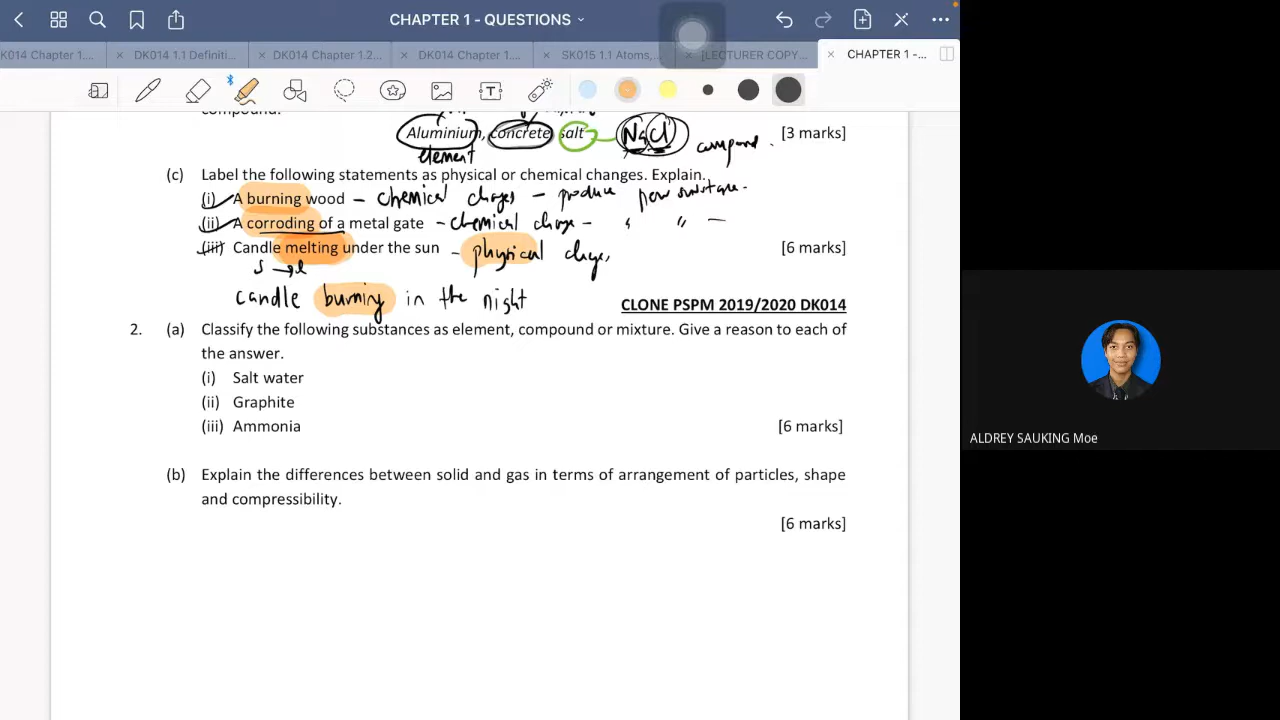 CHAPTER 1 - QUESTIONS
K014 Chapter 1....
DK014 1.1 Definiti...
DK014 Chapter 1.2...
DK014 Chapter 1....
SK015 1.1 Atoms,...
[LECTURER COPY...
CHAPTER 1 -...
compound.
Aluminium, concrete, salt NaCl compound. [3 marks]
element
(c) Label the following statements as physical or chemical changes. Explain.
(i) A burning wood - chemical changes - produce new substance.
(ii) A corroding of a metal gate - chemical change - " " -
(iii) Candle melting under the sun - physical change, [6 marks]
s → l
candle burning in the night
CLONE PSPM 2019/2020 DK014
2. (a) Classify the following substances as element, compound or mixture. Give a reason to each of
the answer.
(i) Salt water
(ii) Graphite
(iii) Ammonia [6 marks]
(b) Explain the differences between solid and gas in terms of arrangement of particles, shape
and compressibility.
[6 marks]
ALDREY SAUKING Moe